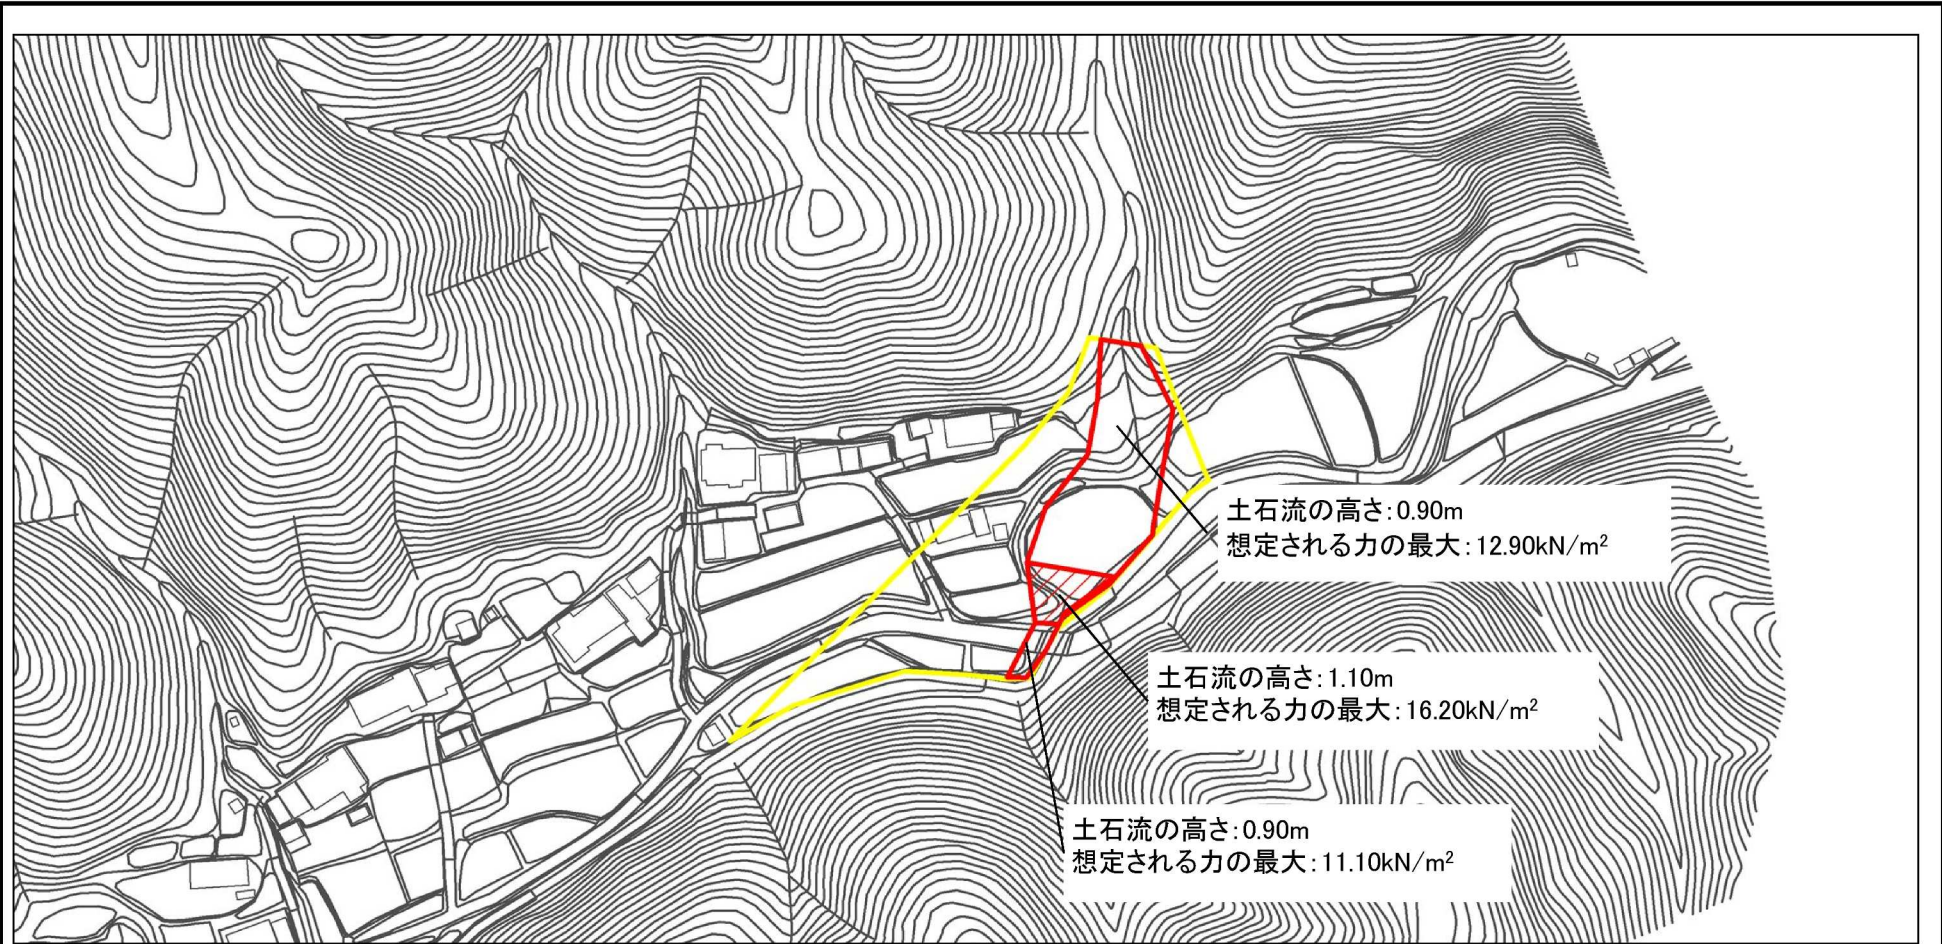 土石流の高さ:0.90m
想定される力の最大:12.90kN/m²
土石流の高さ:1.10m
想定される力の最大:16.20kN/m²
土石流の高さ:0.90m
想定される力の最大:11.10kN/m²